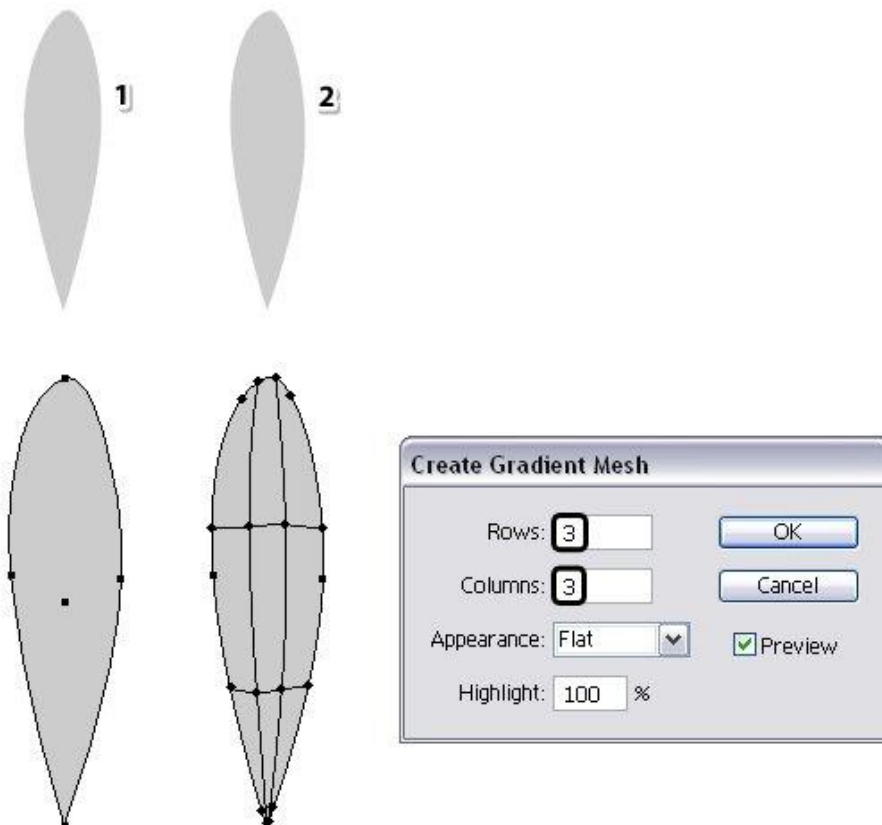 1
2
Create Gradient Mesh
Rows: 3
OK
Columns: 3
Cancel
Appearance: Flat
Preview
Highlight: 100 %